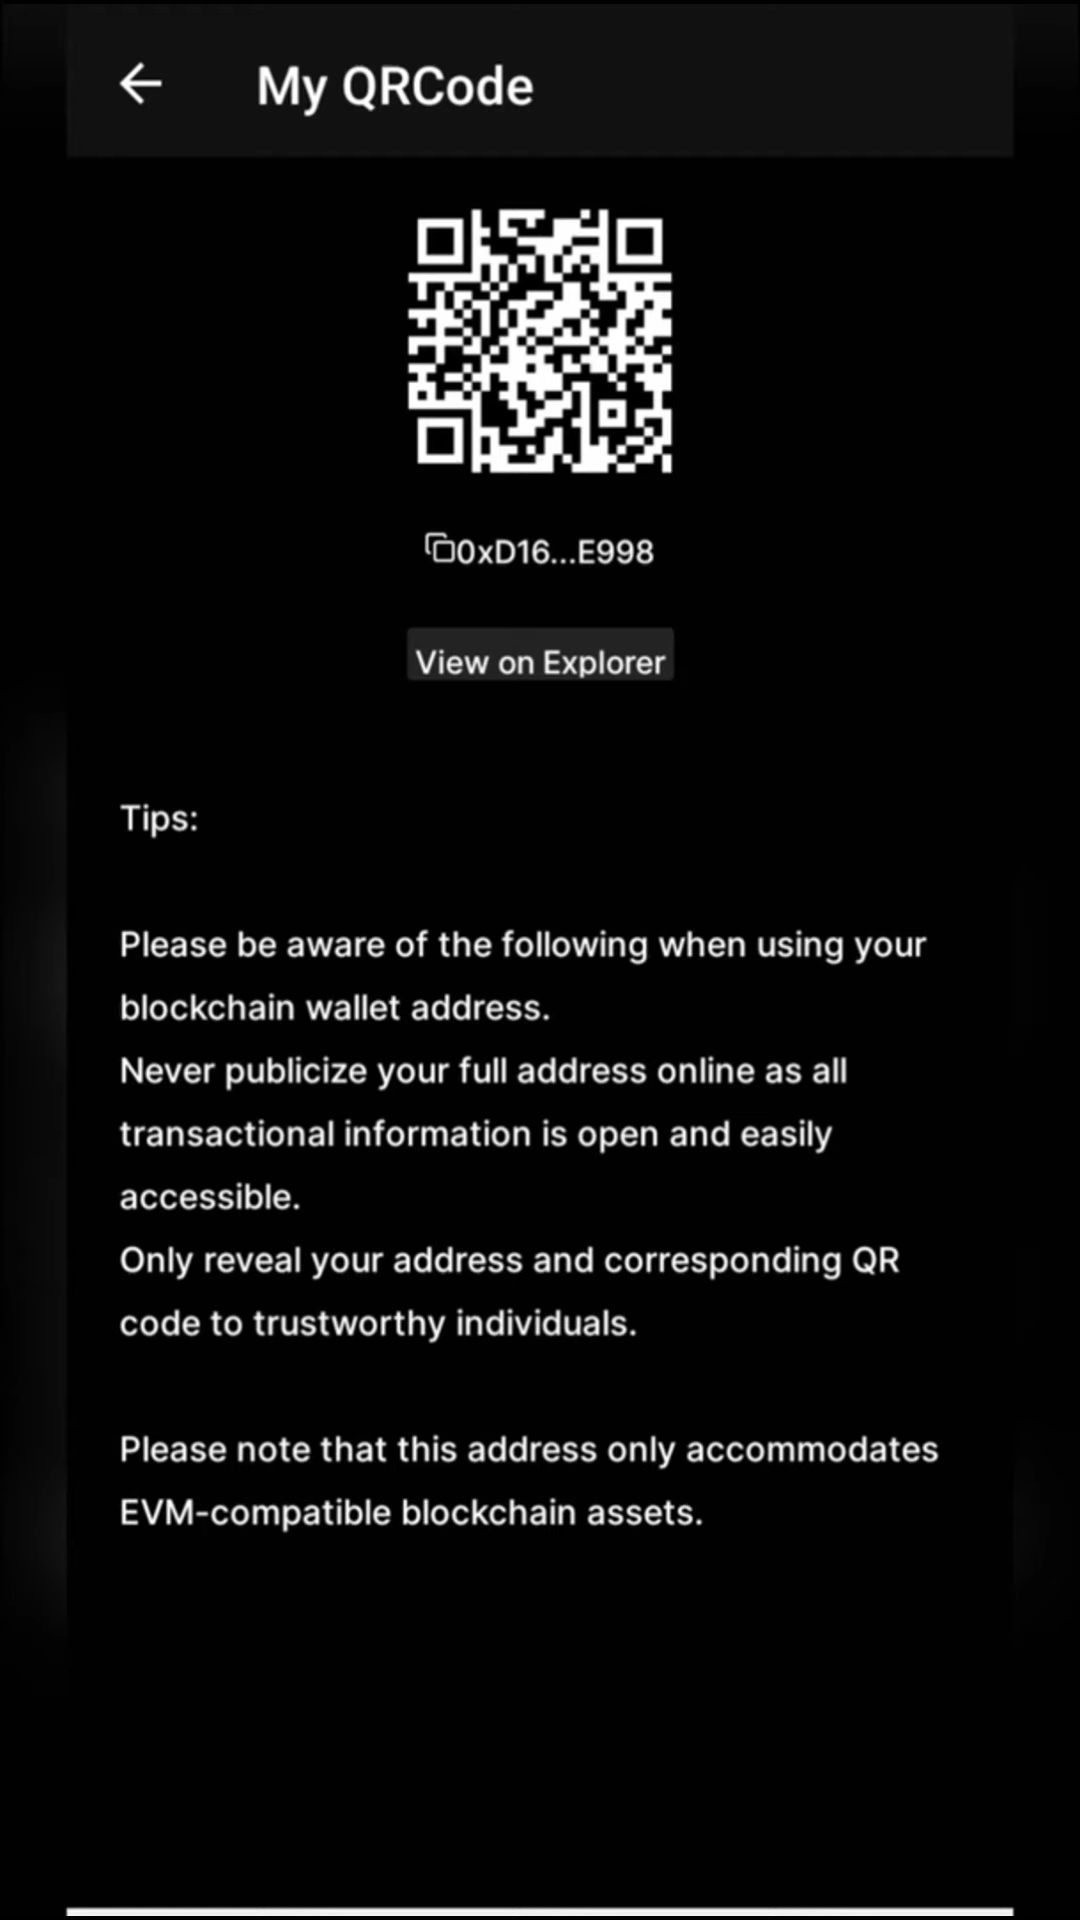 My QRCode
0xD16...E998
View on Explorer
Tips:
Please be aware of the following when using your
blockchain wallet address.
Never publicize your full address online as all
transactional information is open and easily
accessible.
Only reveal your address and corresponding QR
code to trustworthy individuals.
Please note that this address only accommodates
EVM-compatible blockchain assets.